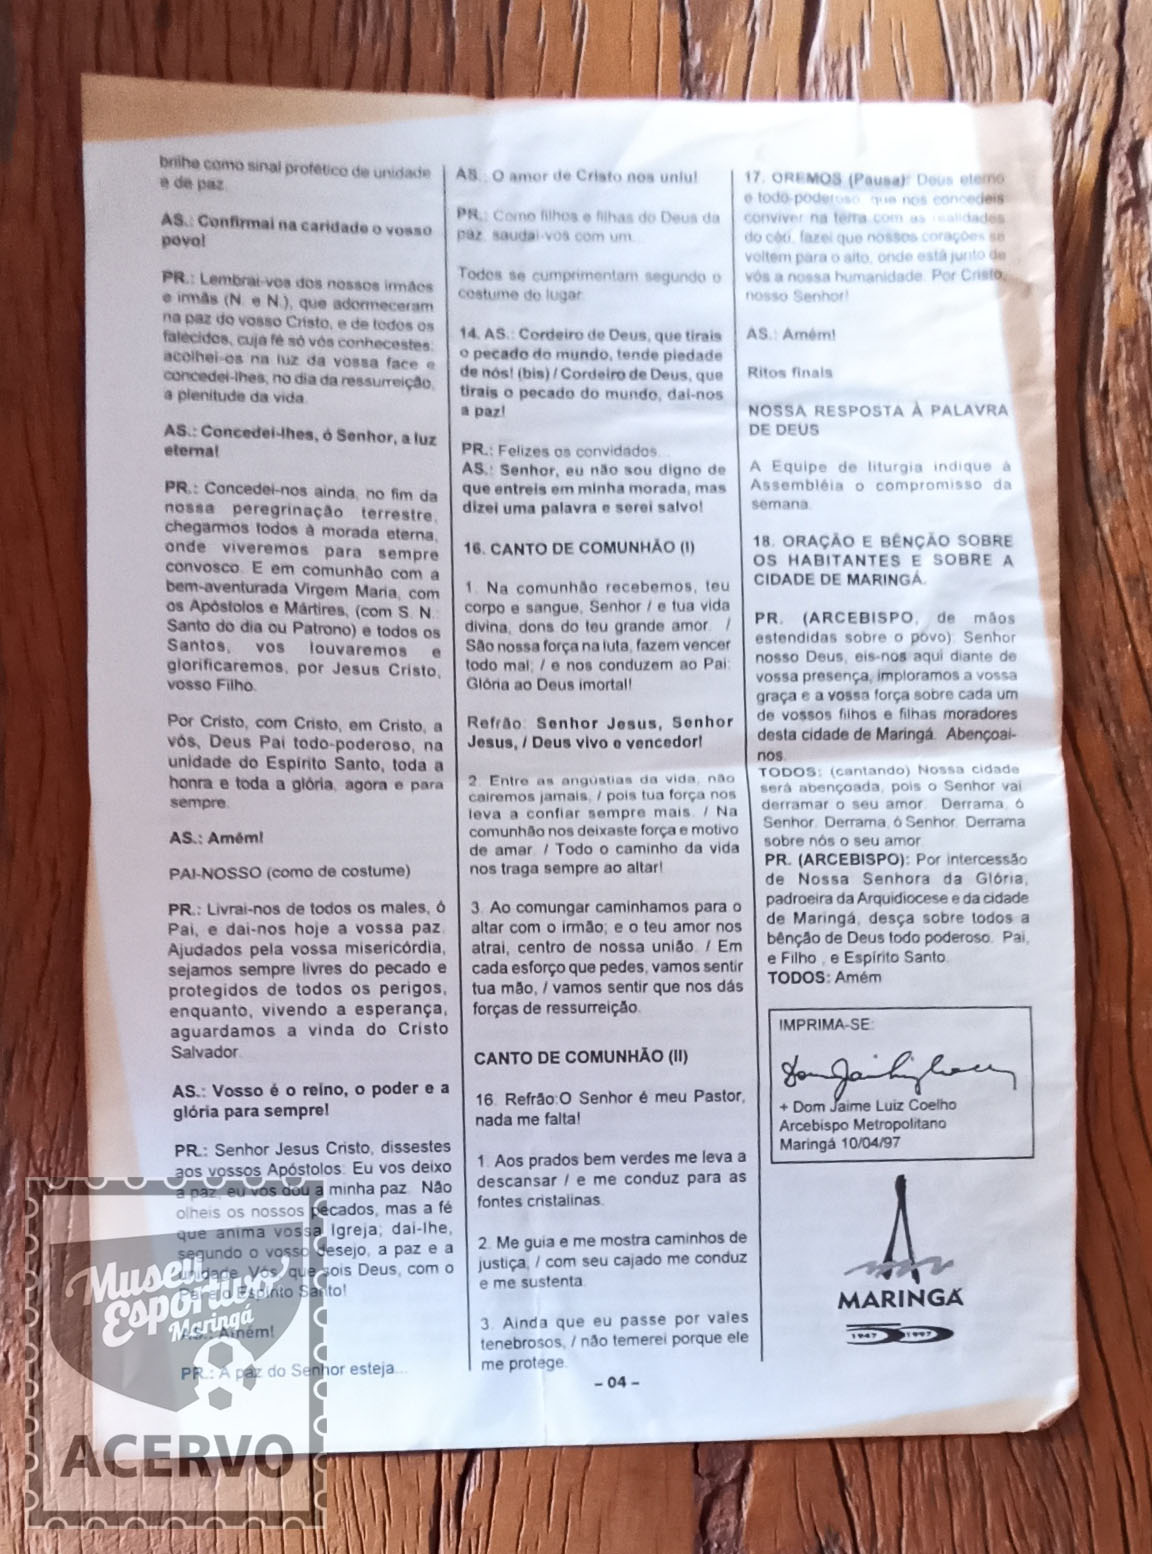 brilhe como sinal profético de unidade
e de paz.
AS.: Confirmai na caridade o vosso
povo!
PR.: Lembrai-vos dos nossos irmãos
e irmãs (N. e N.), que adormeceram
na paz do vosso Cristo, e de todos os
falecidos, cuja fé só vós conhecestes:
acolhei-os na luz da vossa face e
concedei-lhes, no dia da ressurreição,
a plenitude da vida.
AS.: Concedei-lhes, ó Senhor, a luz
eterna!
PR.: Concedei-nos ainda, no fim da
nossa peregrinação terrestre,
chegarmos todos à morada eterna,
onde viveremos para sempre
convosco. E em comunhão com a
bem-aventurada Virgem Maria, com
os Apóstolos e Mártires, (com S. N.:
Santo do dia ou Patrono) e todos os
Santos, vos louvaremos e
glorificaremos, por Jesus Cristo,
vosso Filho.
Por Cristo, com Cristo, em Cristo, a
vós, Deus Pai todo-poderoso, na
unidade do Espírito Santo, toda a
honra e toda a glória, agora e para
sempre.
AS.: Amém!
PAI-NOSSO (como de costume)
PR.: Livrai-nos de todos os males, ó
Pai, e dai-nos hoje a vossa paz.
Ajudados pela vossa misericórdia,
sejamos sempre livres do pecado e
protegidos de todos os perigos,
enquanto, vivendo a esperança,
aguardamos a vinda do Cristo
Salvador.
AS.: Vosso é o reino, o poder e a
glória para sempre!
PR.: Senhor Jesus Cristo, dissestes
aos vossos Apóstolos: Eu vos deixo
a paz, eu vos dou a minha paz. Não
olheis os nossos pecados, mas a fé
que anima vossa Igreja; dai-lhe,
segundo o vosso desejo, a paz e a
unidade. Vós, que sois Deus, com o
Pai e o Espírito Santo!
AS.: Amém!
PR.: A paz do Senhor esteja...
AS.: O amor de Cristo nos uniu!
PR.: Como filhos e filhas do Deus da
paz, saudai-vos com um...
Todos se cumprimentam segundo o
costume do lugar.
14. AS.: Cordeiro de Deus, que tirais
o pecado do mundo, tende piedade
de nós! (bis) / Cordeiro de Deus, que
tirais o pecado do mundo, dai-nos
a paz!
PR.: Felizes os convidados...
AS.: Senhor, eu não sou digno de
que entreis em minha morada, mas
dizei uma palavra e serei salvo!
16. CANTO DE COMUNHÃO (I)
1. Na comunhão recebemos, teu
corpo e sangue, Senhor / e tua vida
divina, dons do teu grande amor. /
São nossa força na luta, fazem vencer
todo mal; / e nos conduzem ao Pai:
Glória ao Deus imortal!
Refrão: Senhor Jesus, Senhor
Jesus, / Deus vivo e vencedor!
2. Entre as angústias da vida, não
cairemos jamais, / pois tua força nos
leva a confiar sempre mais. / Na
comunhão nos deixaste força e motivo
de amar. / Todo o caminho da vida
nos traga sempre ao altar!
3. Ao comungar caminhamos para o
altar com o irmão; e o teu amor nos
atrai, centro de nossa união. / Em
cada esforço que pedes, vamos sentir
tua mão, / vamos sentir que nos dás
forças de ressurreição.
CANTO DE COMUNHÃO (II)
16. Refrão:O Senhor é meu Pastor,
nada me falta!
1. Aos prados bem verdes me leva a
descansar / e me conduz para as
fontes cristalinas.
2. Me guia e me mostra caminhos de
justiça, / com seu cajado me conduz
e me sustenta.
3. Ainda que eu passe por vales
tenebrosos, / não temerei porque ele
me protege.
- 04 -
17. OREMOS (Pausa): Deus eterno
e todo-poderoso, que nos concedeis
conviver na terra com as realidades
do céu, fazei que nossos corações se
voltem para o alto, onde está junto de
vós a nossa humanidade. Por Cristo,
nosso Senhor!
AS.: Amém!
Ritos finais
NOSSA RESPOSTA À PALAVRA
DE DEUS
A Equipe de liturgia indique à
Assembléia o compromisso da
semana.
18. ORAÇÃO E BÊNÇÃO SOBRE
OS HABITANTES E SOBRE A
CIDADE DE MARINGÁ.
PR. (ARCEBISPO, de mãos
estendidas sobre o povo): Senhor
nosso Deus, eis-nos aqui diante de
vossa presença, imploramos a vossa
graça e a vossa força sobre cada um
de vossos filhos e filhas moradores
desta cidade de Maringá. Abençoai-
nos.
TODOS: (cantando) Nossa cidade
será abençoada, pois o Senhor vai
derramar o seu amor. Derrama, ó
Senhor. Derrama, ó Senhor. Derrama
sobre nós o seu amor.
PR. (ARCEBISPO): Por intercessão
de Nossa Senhora da Glória,
padroeira da Arquidiocese e da cidade
de Maringá, desça sobre todos a
bênção de Deus todo poderoso. Pai,
e Filho , e Espírito Santo.
TODOS: Amém
IMPRIMA-SE:
+ Dom Jaime Luiz Coelho
Arcebispo Metropolitano
Maringá 10/04/97
MARINGÁ
1947 1997
Museu
Esportivo
Maringá
ACERVO